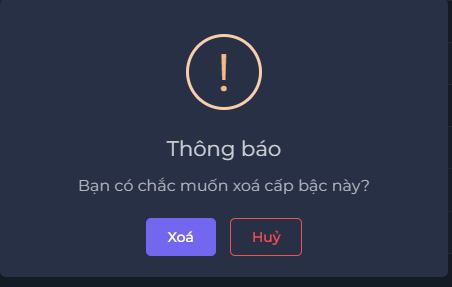 Thông báo
Bạn có chắc muốn xoá cấp bậc này?
Xoá
Huỷ